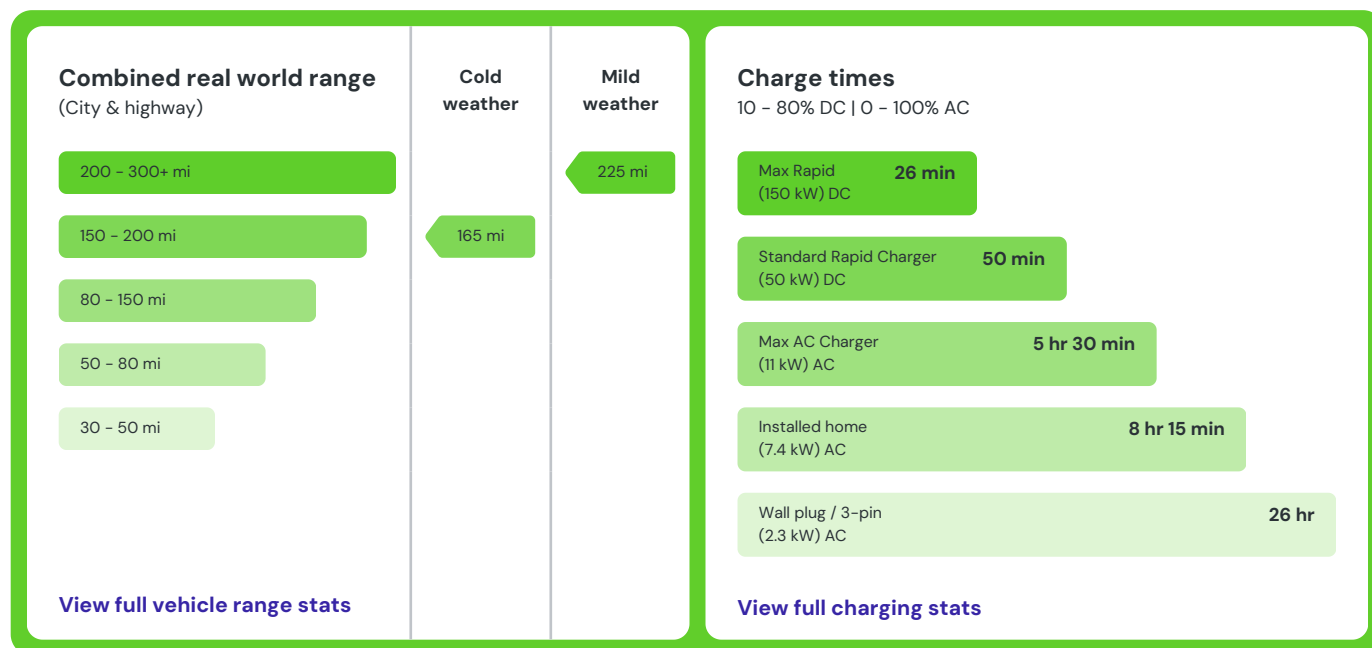 Combined real world range
(City & highway)
Cold
weather
Mild
weather
200 - 300+ mi
225 mi
150 - 200 mi
165 mi
80 - 150 mi
50 - 80 mi
30 - 50 mi
View full vehicle range stats
Charge times
10 - 80% DC | 0 - 100% AC
Max Rapid
(150 kW) DC
26 min
Standard Rapid Charger
(50 kW) DC
50 min
Max AC Charger
(11 kW) AC
5 hr 30 min
Installed home
(7.4 kW) AC
8 hr 15 min
Wall plug / 3-pin
(2.3 kW) AC
26 hr
View full charging stats